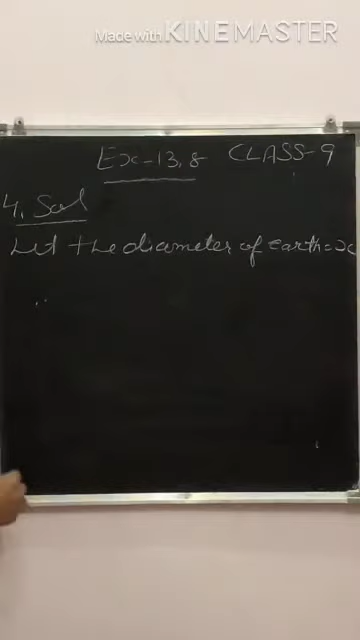 Made with KINEMASTER
Ex-13.8 CLASS-9
4. Sol
Let the diameter of earth=x
∴